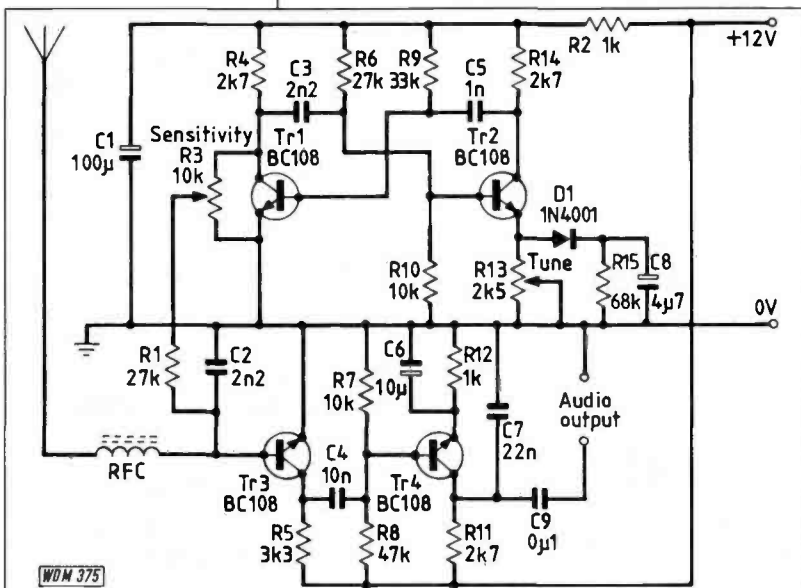 R2 1k
+12V
R4
2k7
C3
2n2
R6
27k
R9
33k
C5
1n
R14
2k7
C1
100µ
Sensitivity
R3
10k
Tr1
BC108
Tr2
BC108
D1
1N4001
R10
10k
R13
2k5
Tune
R15
68k
C8
4µ7
0V
R1
27k
C2
2n2
R7
10k
C6
10µ
R12
1k
C7
22n
Audio
output
RFC
Tr3
BC108
C4
10n
Tr4
BC108
R5
3k3
R8
47k
R11
2k7
C9
0µ1
WDM 375